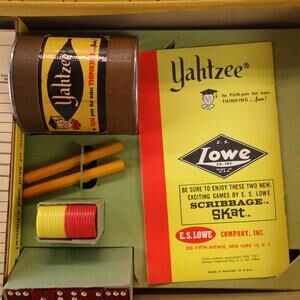 Yahtzee
the FUN game that makes
THINKING ... fun!
Yahtzee®
the FUN game that makes
THINKING ... fun!
E. S.
Lowe
CO. INC.
BE SURE TO ENJOY THESE TWO NEW,
EXCITING GAMES BY E. S. LOWE
SCRIBBAGE
SKat
E.S. LOWE COMPANY, INC.
200 FIFTH AVENUE, NEW YORK 10, N. Y.
MADE & PRINTED IN U.S.A.